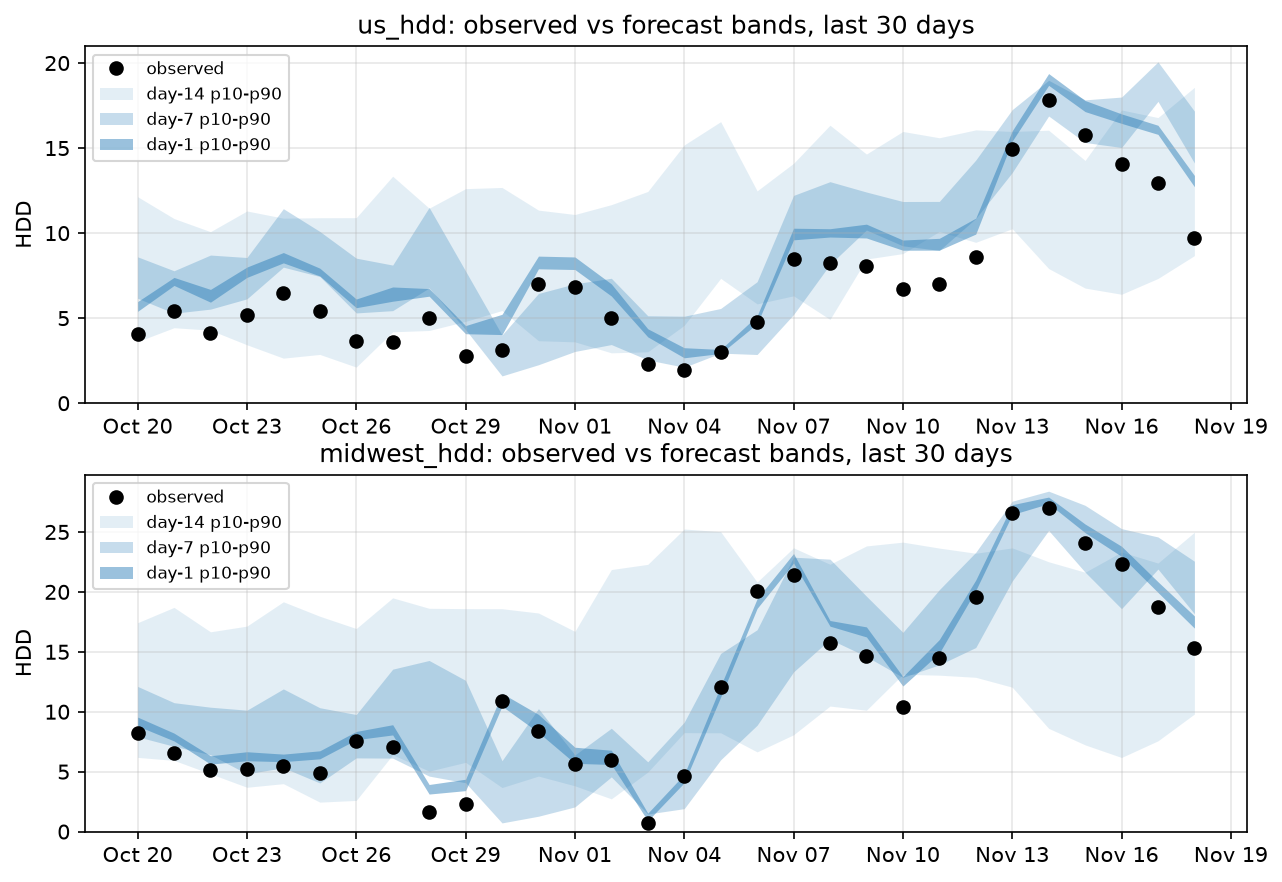 us_hdd: observed vs forecast bands, last 30 days
20
15
10
5
0
HDD
observed
day-14 p10-p90
day-7 p10-p90
day-1 p10-p90
Oct 20 Oct 23 Oct 26 Oct 29 Nov 01 Nov 04 Nov 07 Nov 10 Nov 13 Nov 16 Nov 19
midwest_hdd: observed vs forecast bands, last 30 days
25
20
15
10
5
0
HDD
observed
day-14 p10-p90
day-7 p10-p90
day-1 p10-p90
Oct 20 Oct 23 Oct 26 Oct 29 Nov 01 Nov 04 Nov 07 Nov 10 Nov 13 Nov 16 Nov 19